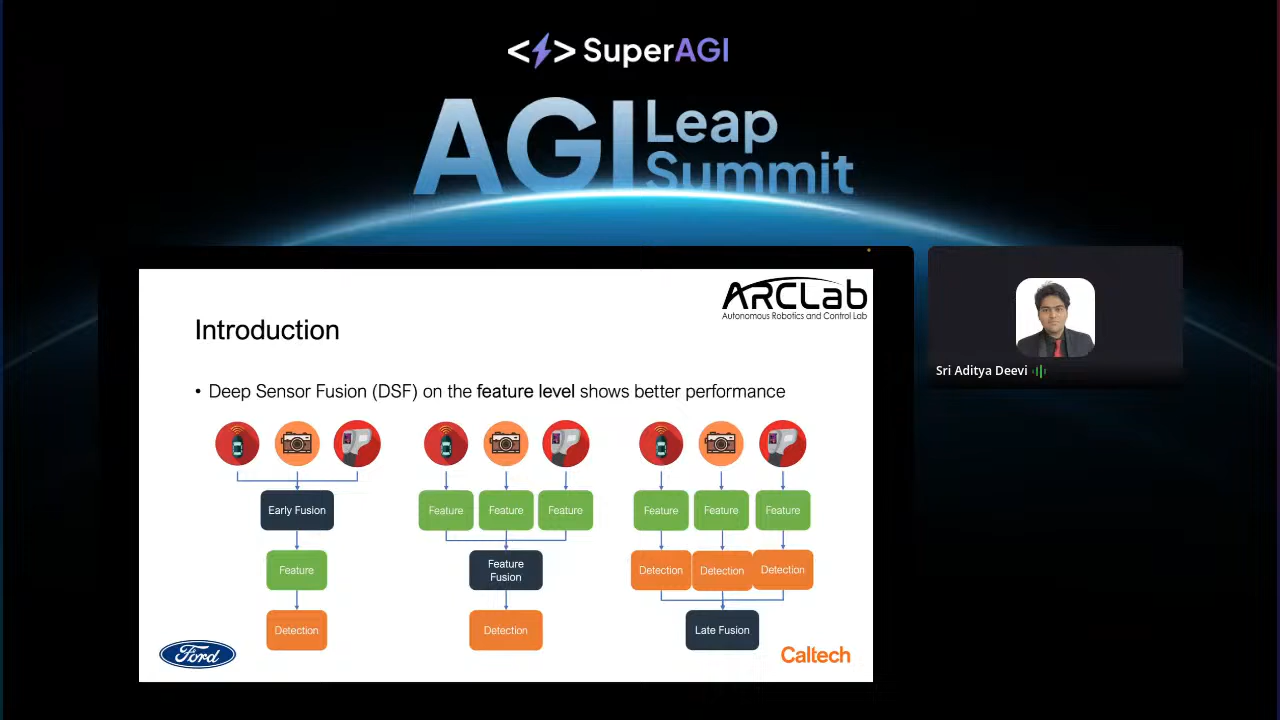 </> SuperAGI
AGI Leap Summit
ARCLab
Autonomous Robotics and Control Lab
Introduction
• Deep Sensor Fusion (DSF) on the feature level shows better performance
Early Fusion
Feature
Detection
Feature Feature Feature
Feature Fusion
Detection
Feature Feature Feature
Detection Detection Detection
Late Fusion
Ford
Caltech
Sri Aditya Deevi